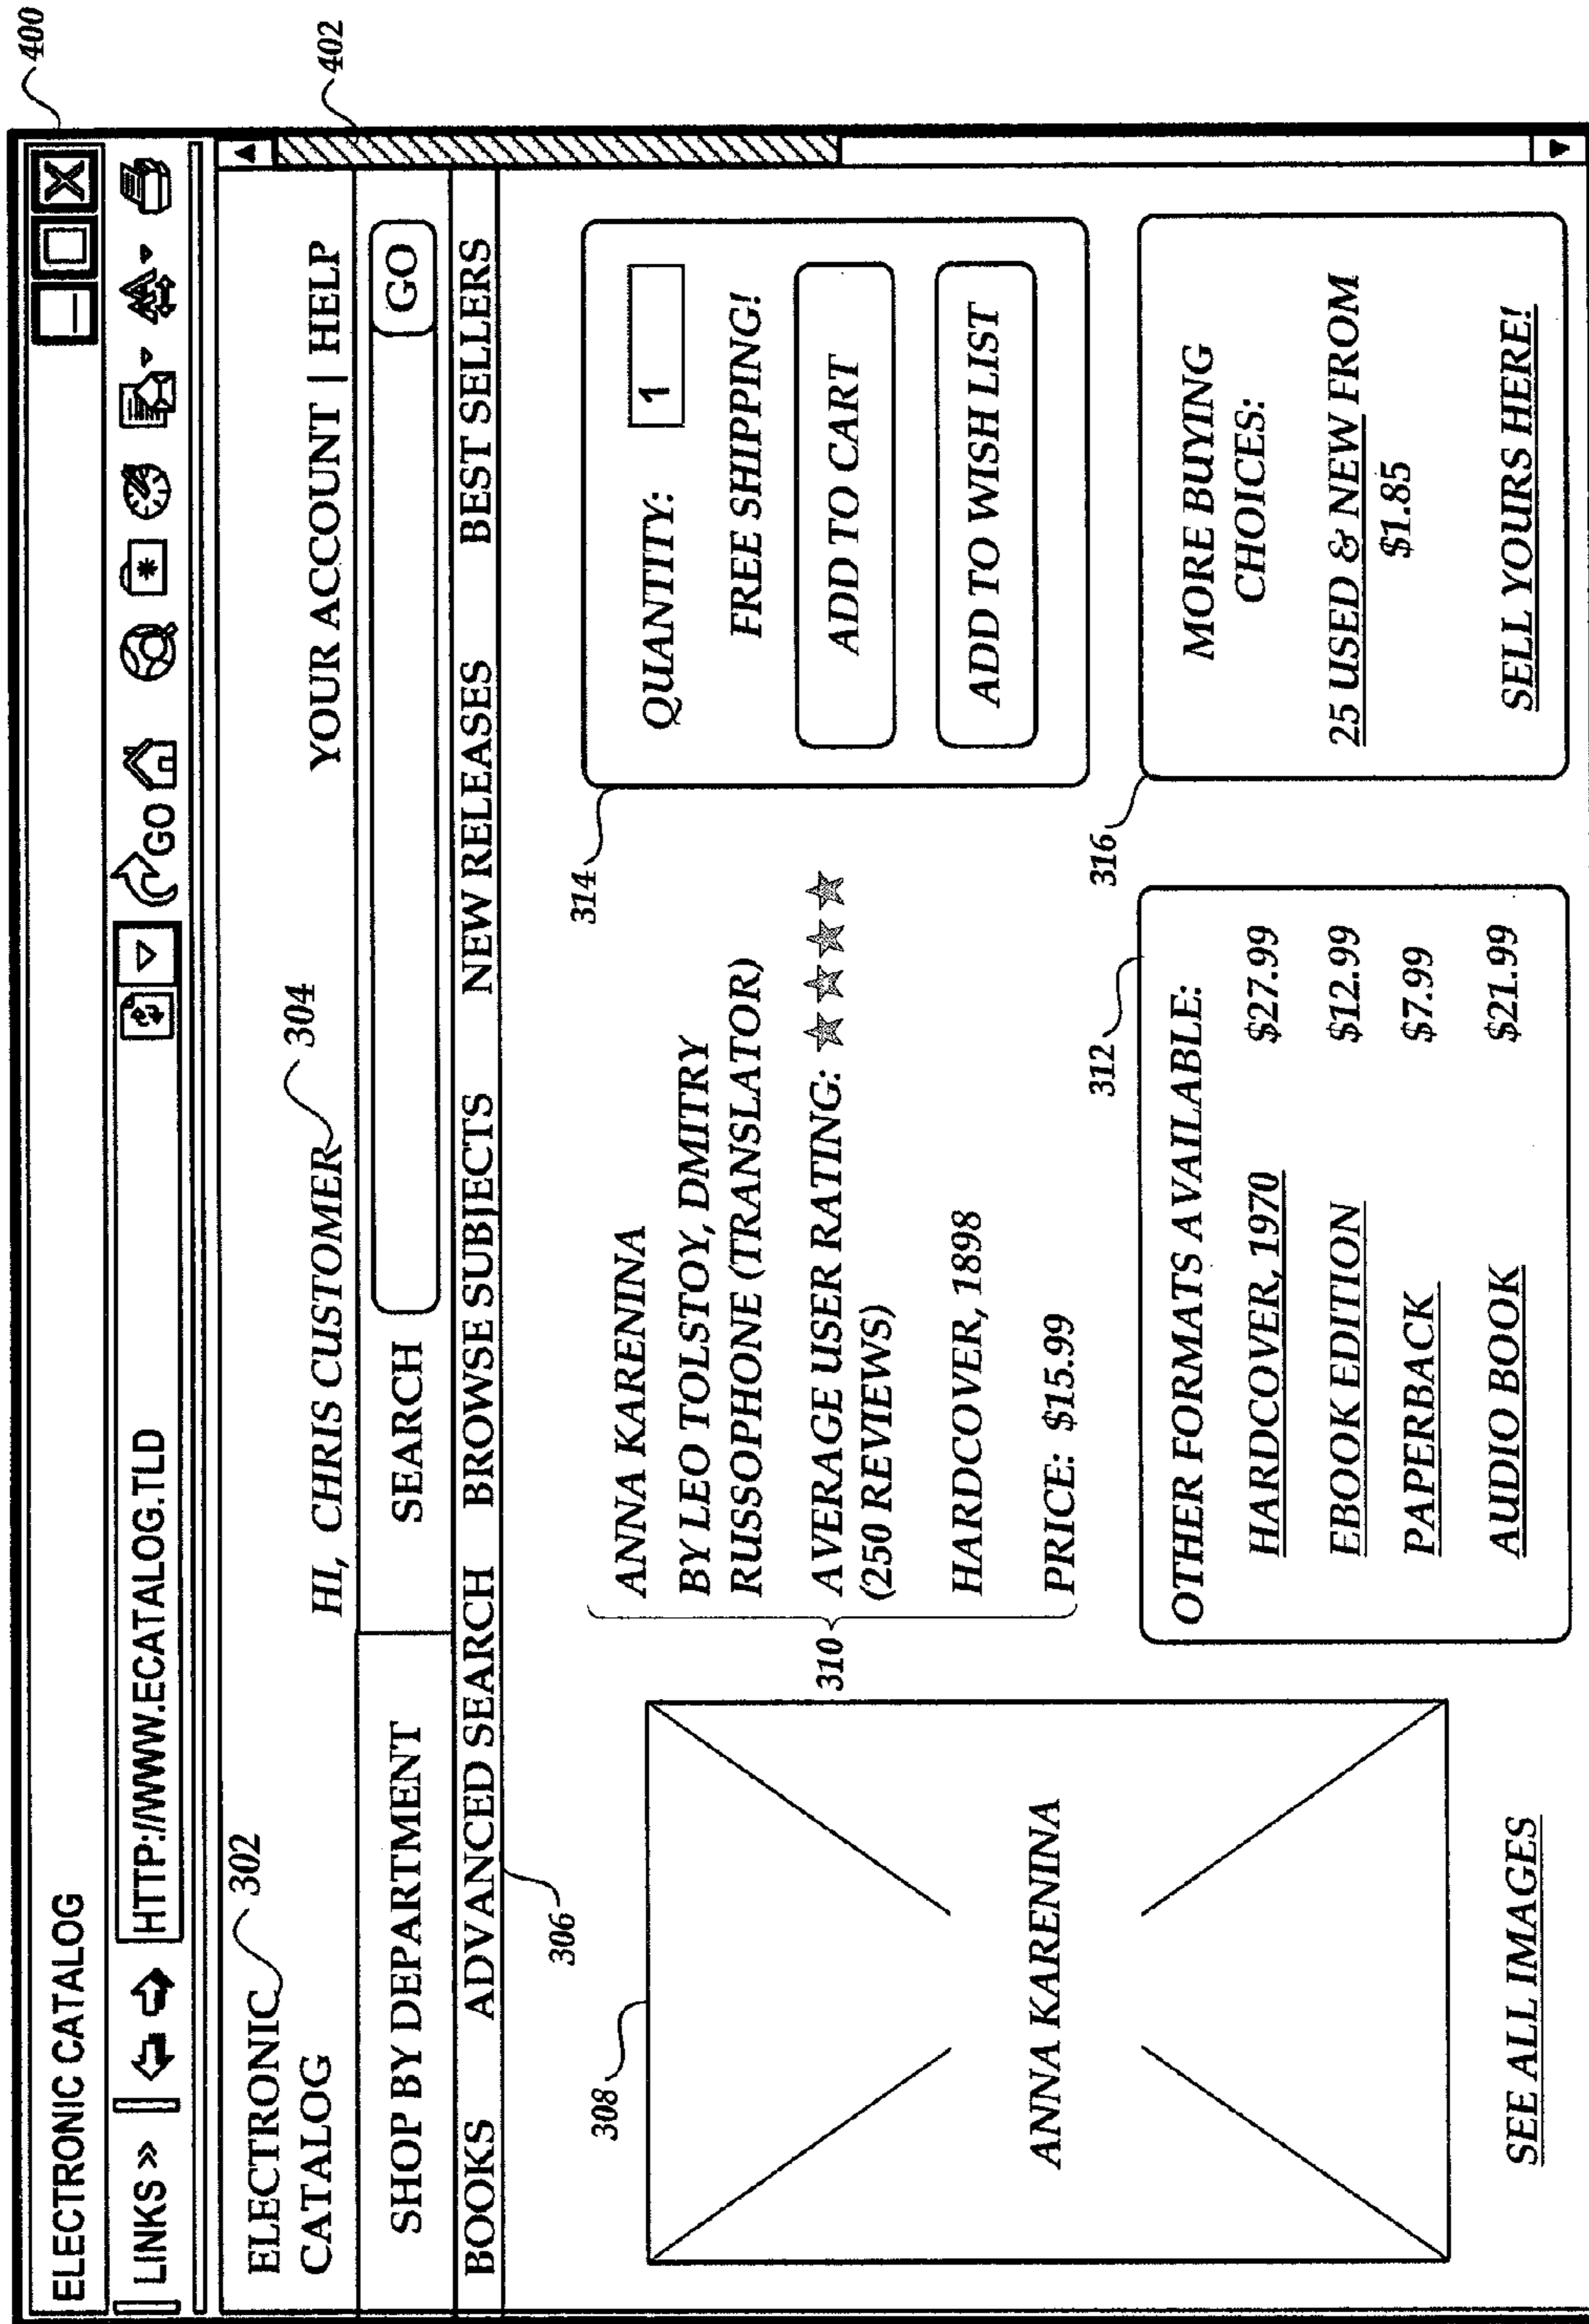 400
ELECTRONIC CATALOG
LINKS »
HTTP://WWW.ECATALOG.TLD
GO
402
ELECTRONIC
CATALOG
302
HI, CHRIS CUSTOMER
304
YOUR ACCOUNT | HELP
SHOP BY DEPARTMENT
SEARCH
GO
BOOKS ADVANCED SEARCH BROWSE SUBJECTS NEW RELEASES BEST SELLERS
306
308
ANNA KARENINA
SEE ALL IMAGES
310
ANNA KARENINA
BY LEO TOLSTOY, DMITRY
RUSSOPHONE (TRANSLATOR)
AVERAGE USER RATING: ★★★★
(250 REVIEWS)
HARDCOVER, 1898
PRICE: $15.99
312
OTHER FORMATS AVAILABLE:
HARDCOVER, 1970 $27.99
EBOOK EDITION $12.99
PAPERBACK $7.99
AUDIO BOOK $21.99
314
QUANTITY: 1
FREE SHIPPING!
ADD TO CART
ADD TO WISH LIST
316
MORE BUYING
CHOICES:
25 USED & NEW FROM
$1.85
SELL YOURS HERE!